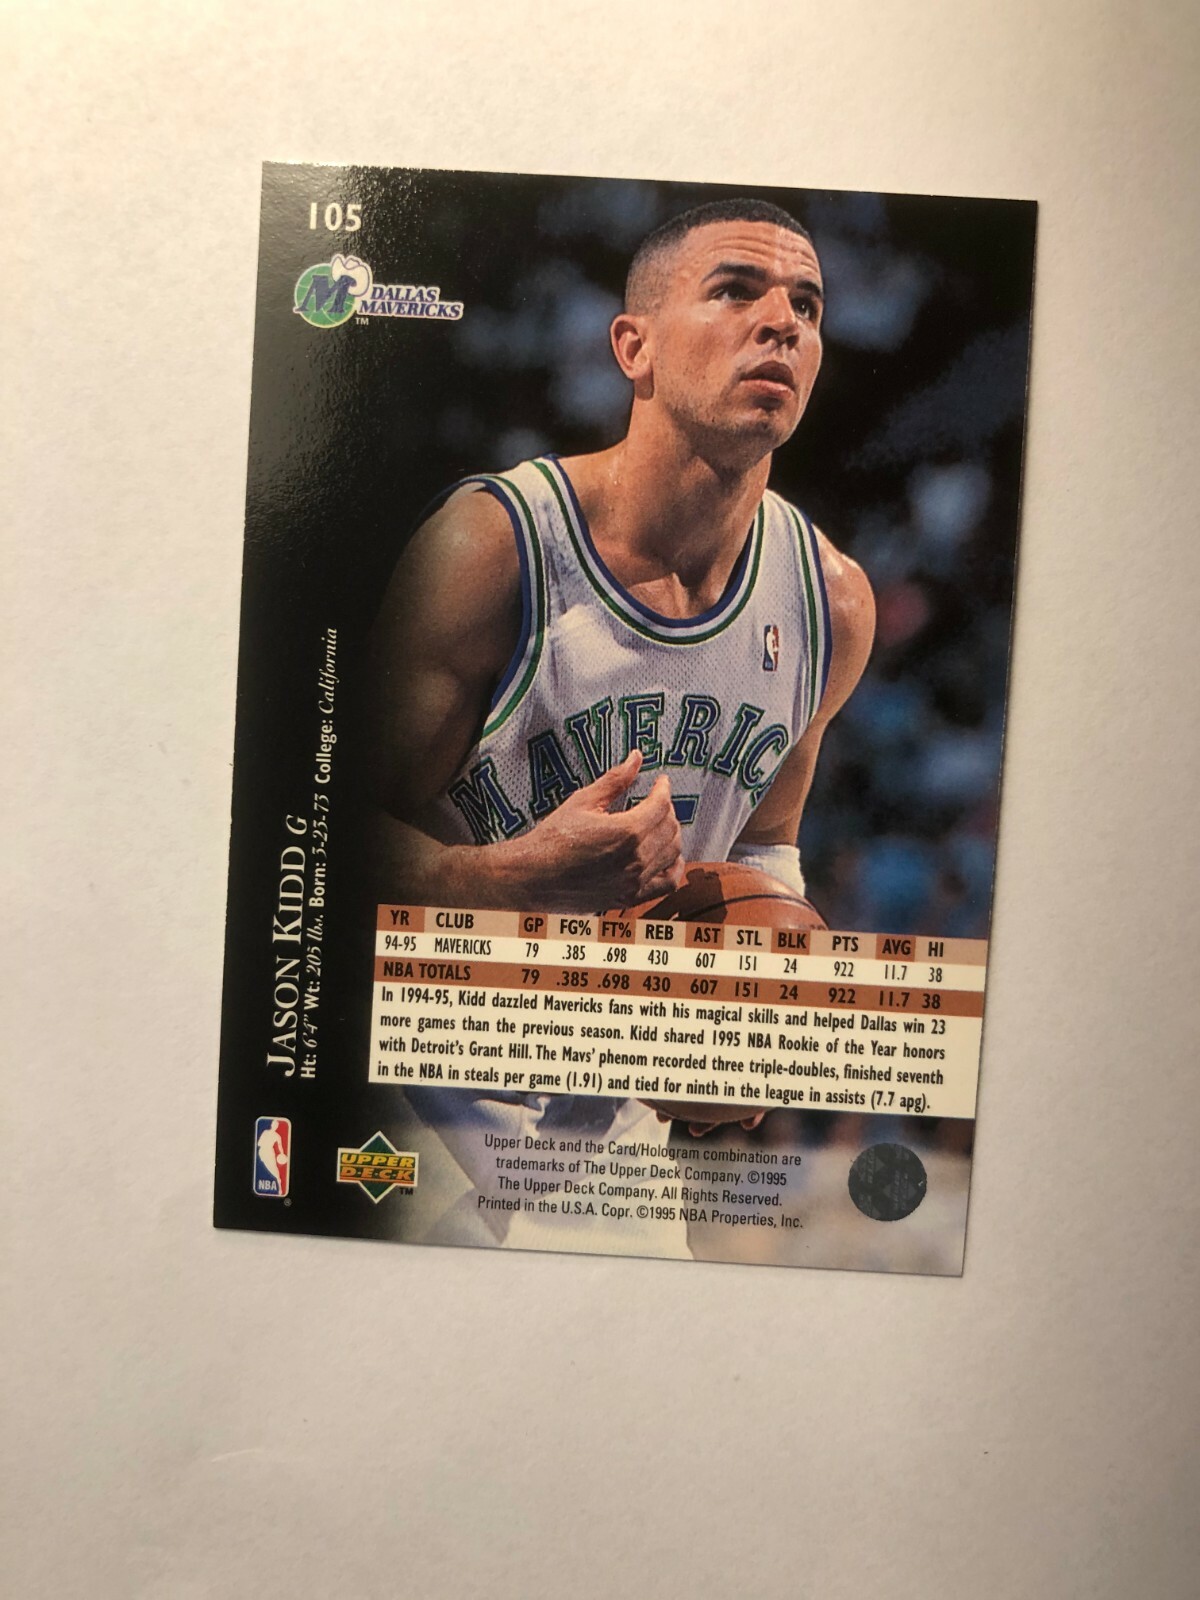 105
M DALLAS
MAVERICKS
TM
MAVERIC
JASON KIDD G
Ht: 6'4" Wt: 205 lbs. Born: 3-23-73 College: California
YR CLUB GP FG% FT% REB AST STL BLK PTS AVG HI
94-95 MAVERICKS 79 .385 .698 430 607 151 24 922 11.7 38
NBA TOTALS 79 .385 .698 430 607 151 24 922 11.7 38
In 1994-95, Kidd dazzled Mavericks fans with his magical skills and helped Dallas win 23
more games than the previous season. Kidd shared 1995 NBA Rookie of the Year honors
with Detroit's Grant Hill. The Mavs' phenom recorded three triple-doubles, finished seventh
in the NBA in steals per game (1.91) and tied for ninth in the league in assists (7.7 apg).
NBA
®
UPPER
D·E·C·K
TM
Upper Deck and the Card/Hologram combination are
trademarks of The Upper Deck Company. ©1995
The Upper Deck Company. All Rights Reserved.
Printed in the U.S.A. Copr. ©1995 NBA Properties, Inc.